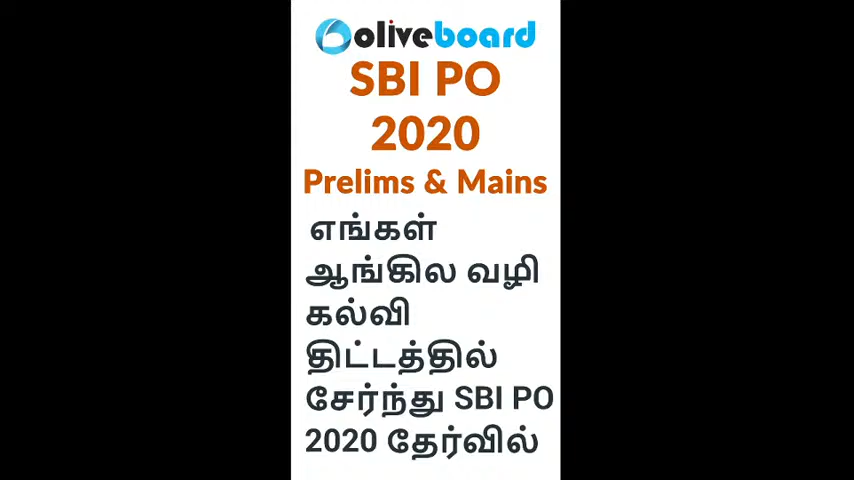 oliveboard
SBI PO
2020
Prelims & Mains
எங்கள்
ஆங்கில வழி
கல்வி
திட்டத்தில்
சேர்ந்து SBI PO
2020 தேர்வில்